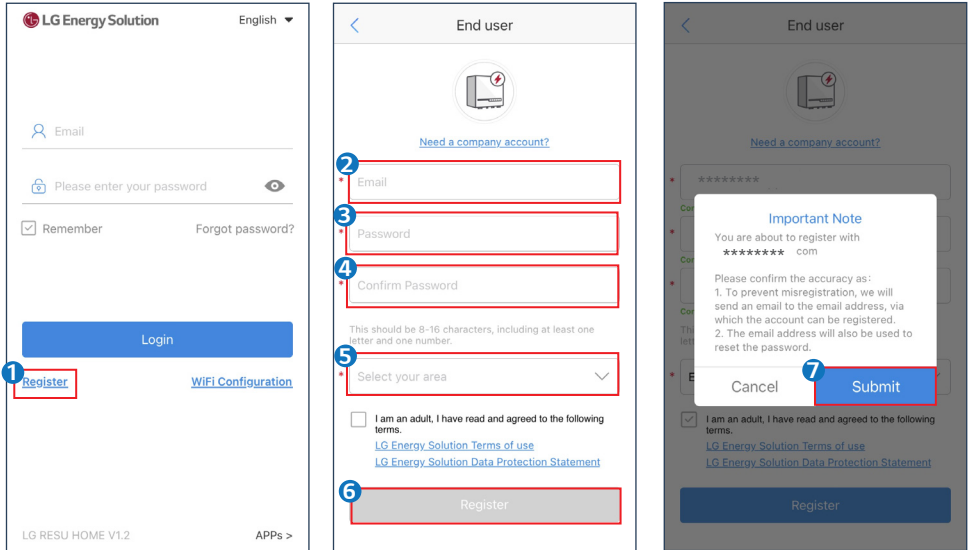 LG Energy Solution
English
Email
Please enter your password
Remember
Forgot password?
Login
1
Register
WiFi Configuration
LG RESU HOME V1.2
APPs >
End user
Need a company account?
2
* Email
3
* Password
4
* Confirm Password
This should be 8-16 characters, including at least one
letter and one number.
5
* Select your area
I am an adult, I have read and agreed to the following
terms.
LG Energy Solution Terms of use
LG Energy Solution Data Protection Statement
6
Register
End user
Need a company account?
* ********
Important Note
You are about to register with
******** com
Please confirm the accuracy as:
1. To prevent misregistration, we will
send an email to the email address, via
which the account can be registered.
2. The email address will also be used to
reset the password.
7
Cancel
Submit
I am an adult, I have read and agreed to the following
terms.
LG Energy Solution Terms of use
LG Energy Solution Data Protection Statement
Register